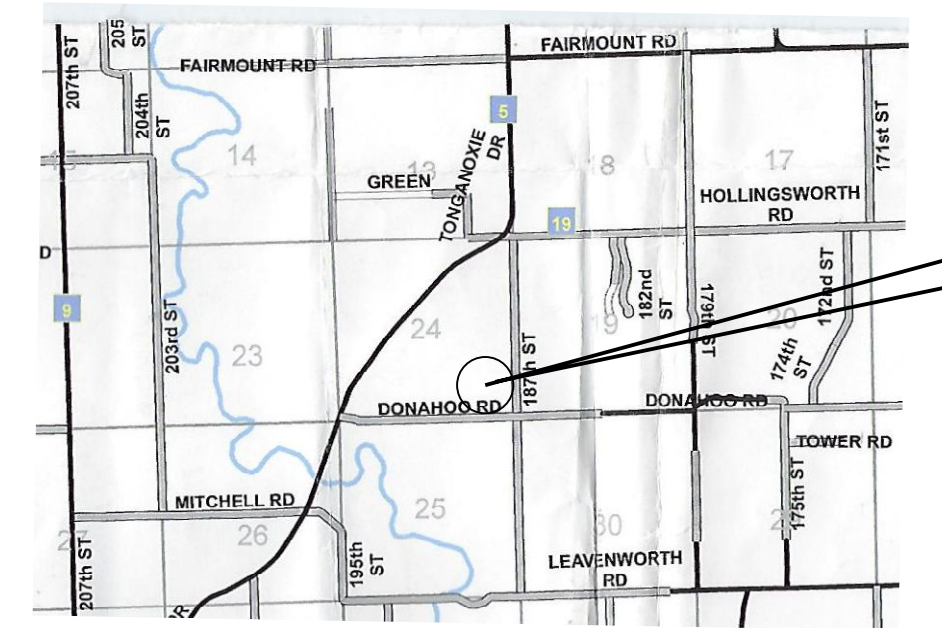 205
ST
207th ST
FAIRMOUNT RD
FAIRMOUNT RD
204th
ST
5
TONGANOXIE
DR
171st ST
15
14
13
18
17
GREEN
HOLLINGSWORTH
RD
19
D
9
203rd ST
182nd
ST
179th ST
172nd ST
174th
ST
23
24
19
20
187th ST
DONAHOO RD
DONAHOO RD
TOWER RD
175th ST
MITCHELL RD
25
26
27
30
LEAVENWORTH
RD
195th
ST
207th ST
DR